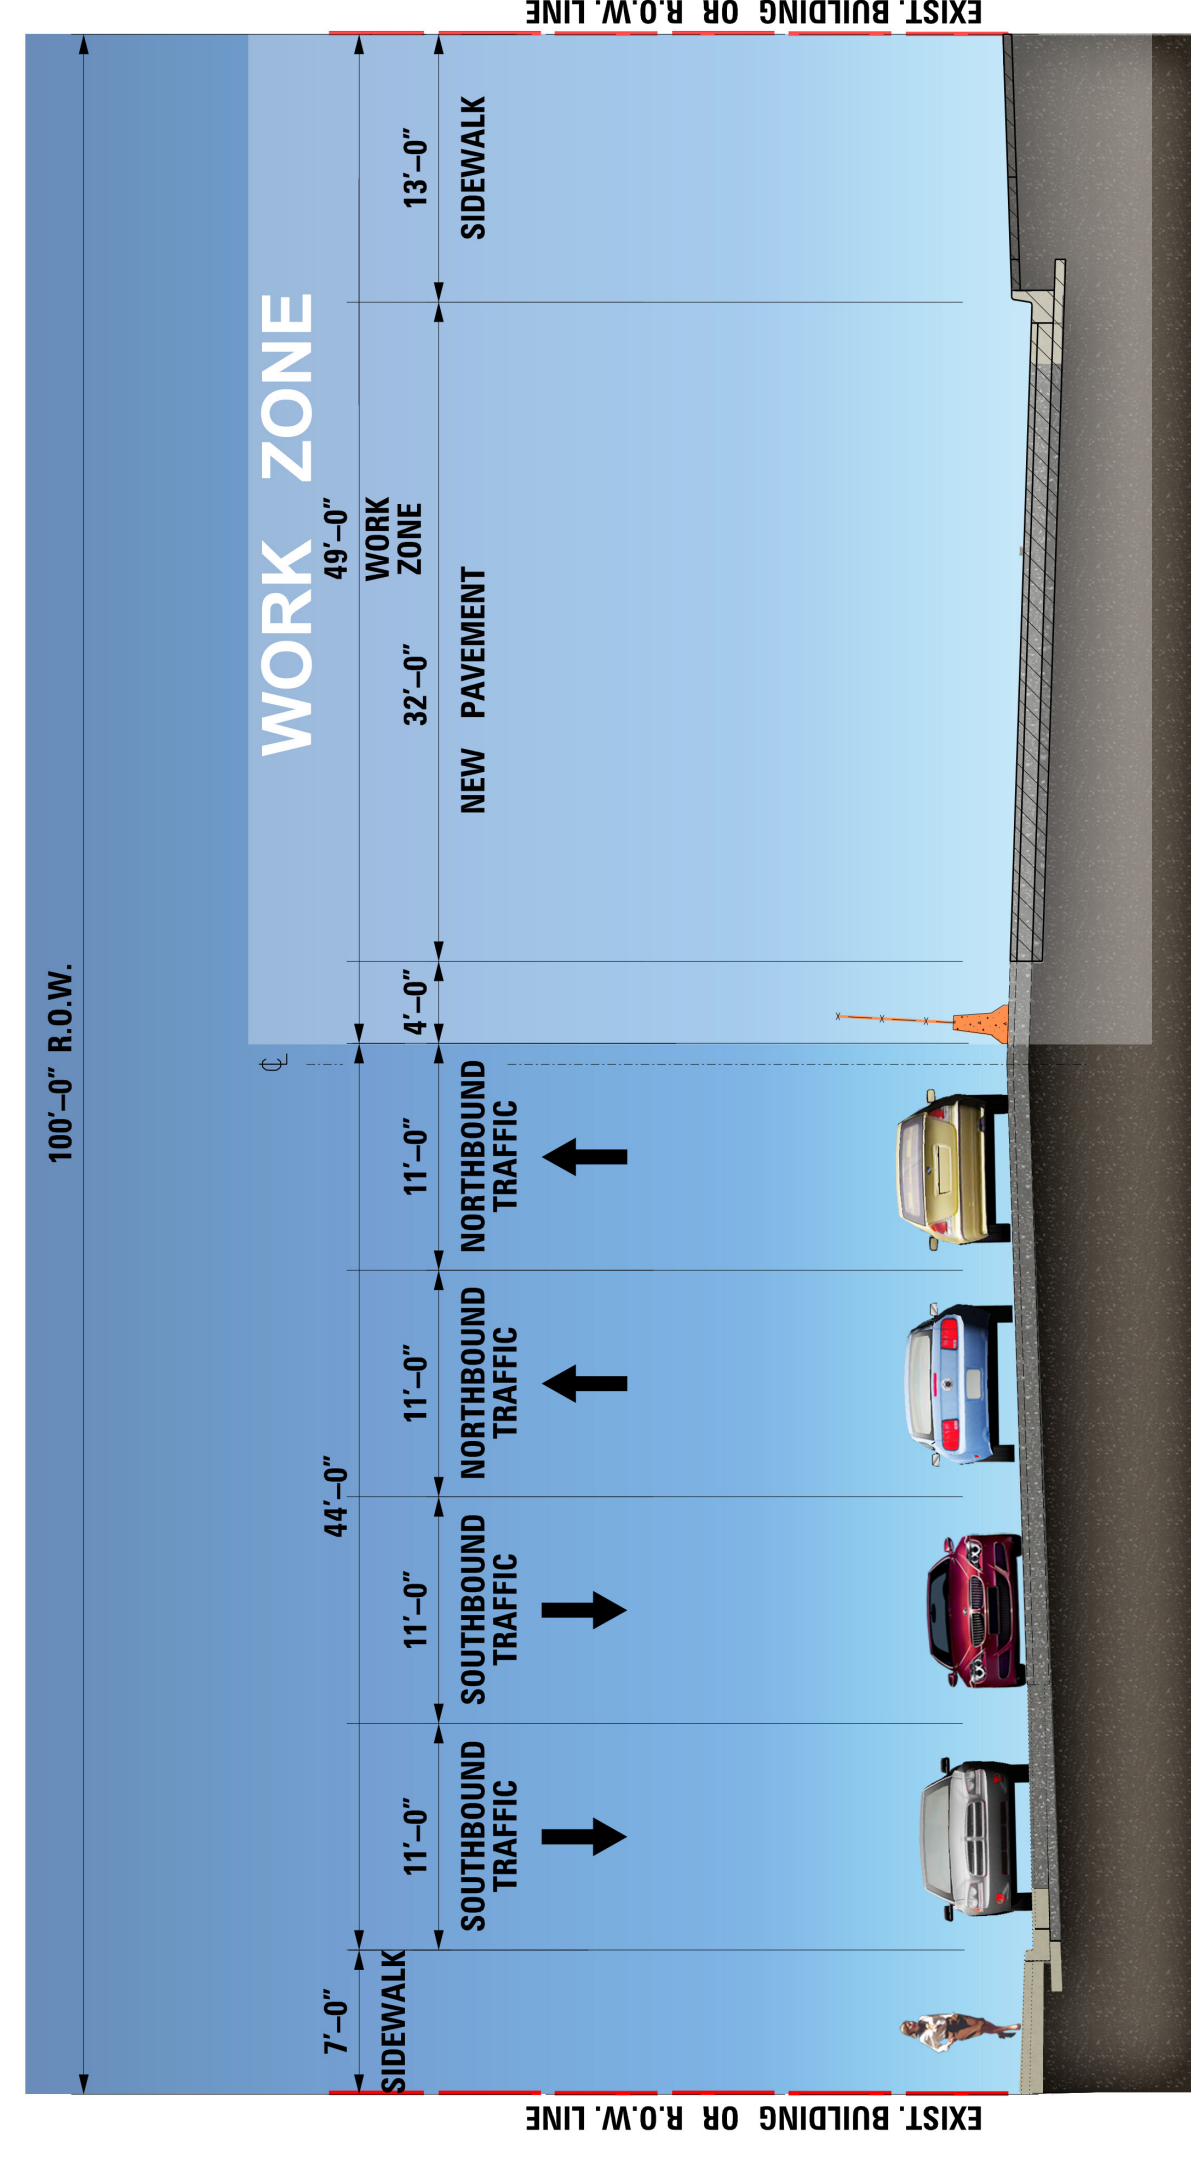 100'–0" R.O.W.
WORK ZONE
44'–0"
49'–0"
7'–0"
SIDEWALK
WORK
ZONE
11'–0"
11'–0"
11'–0"
11'–0"
4'–0"
32'–0"
13'–0"
SOUTHBOUND
TRAFFIC
SOUTHBOUND
TRAFFIC
NORTHBOUND
TRAFFIC
NORTHBOUND
TRAFFIC
NEW PAVEMENT
SIDEWALK
CL
EXIST. BUILDING OR R.O.W. LINE
EXIST. BUILDING OR R.O.W. LINE